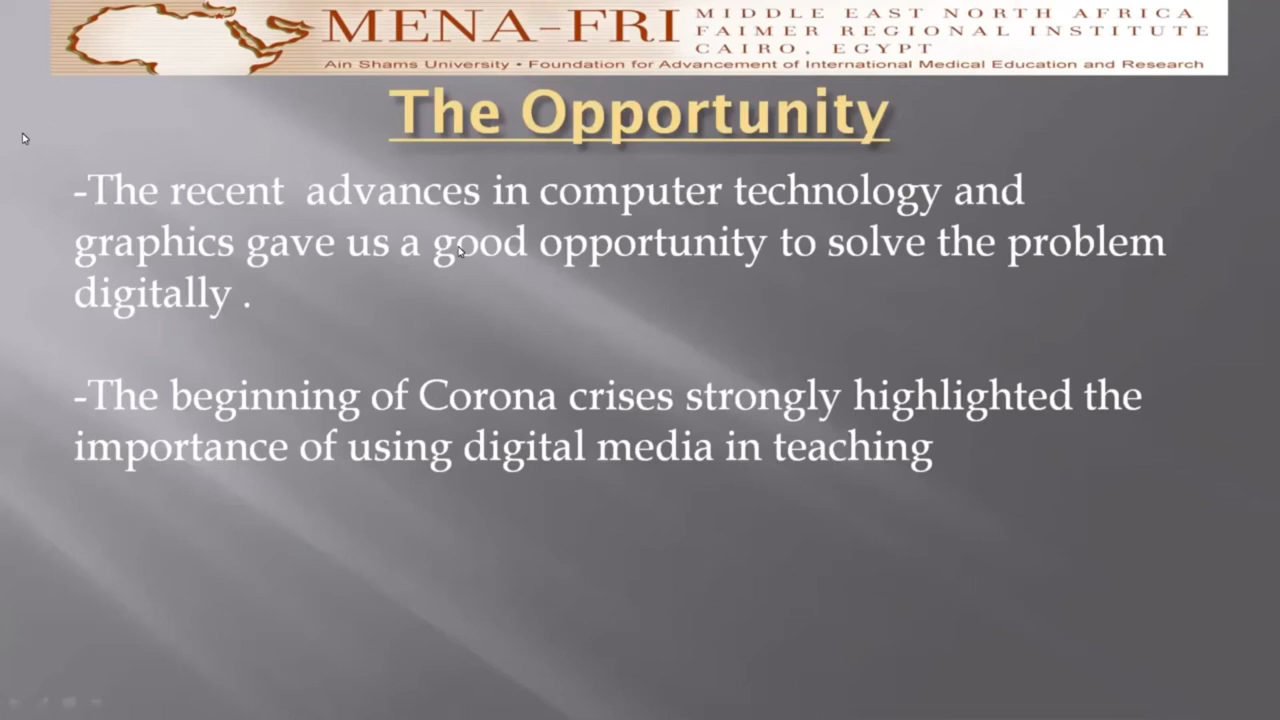 MENA-FRI
MIDDLE EAST NORTH AFRICA
FAIMER REGIONAL INSTITUTE
CAIRO, EGYPT
Ain Shams University • Foundation for Advancement of International Medical Education and Research
The Opportunity
-The recent  advances in computer technology and
graphics gave us a good opportunity to solve the problem
digitally .
-The beginning of Corona crises strongly highlighted the
importance of using digital media in teaching